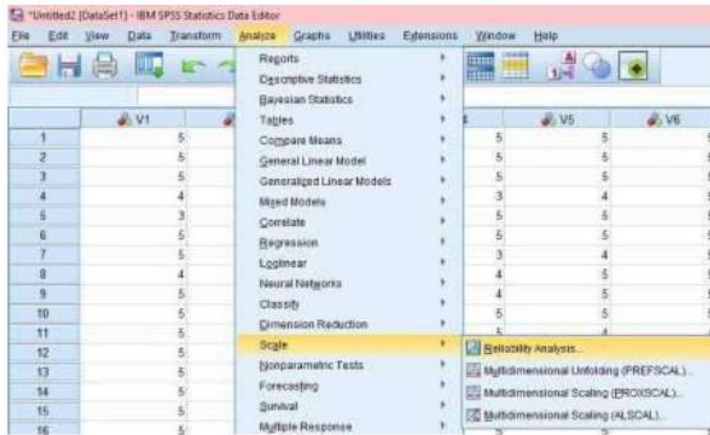 *Untitled2 [DataSet1] - IBM SPSS Statistics Data Editor
File Edit View Data Transform Analyze Graphs Utilities Extensions Window Help
Reports
Descriptive Statistics
Bayesian Statistics
Tables
Compare Means
General Linear Model
Generalized Linear Models
Mixed Models
Correlate
Regression
Loglinear
Neural Networks
Classify
Dimension Reduction
Scale
Nonparametric Tests
Forecasting
Survival
Multiple Response
Reliability Analysis...
Multidimensional Unfolding (PREFSCAL)...
Multidimensional Scaling (PROXSCAL)...
Multidimensional Scaling (ALSCAL)...
V1 V5 V6
1 5 5 5
2 5 5 5
3 5 5 5
4 4 3 4
5 3 5 5
6 5 5 5
7 5 3 4
8 4 4 5
9 5 4 5
10 5 5 5
11 5 5 4
12 5
13 5
14 5
15 5
16 5